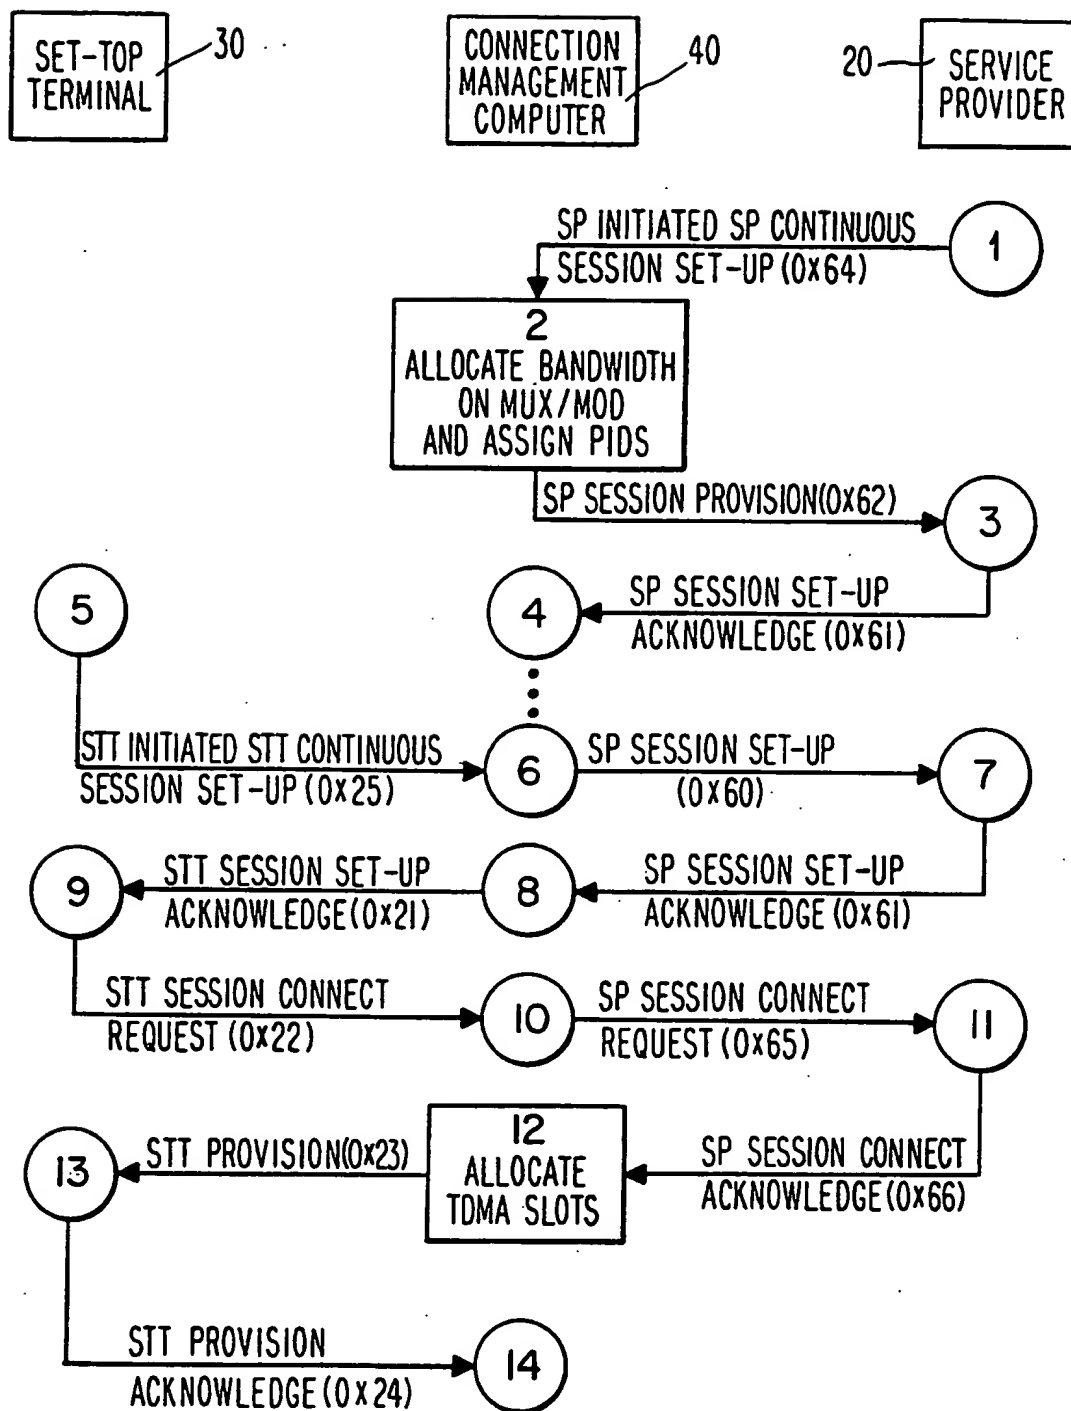 SET-TOP
TERMINAL
30
CONNECTION
MANAGEMENT
COMPUTER
40
20
SERVICE
PROVIDER
SP INITIATED SP CONTINUOUS
SESSION SET-UP (0X64)
1
2
ALLOCATE BANDWIDTH
ON MUX/MOD
AND ASSIGN PIDS
SP SESSION PROVISION(0X62)
3
5
4
SP SESSION SET-UP
ACKNOWLEDGE (0X61)
STT INITIATED STT CONTINUOUS
SESSION SET-UP (0X25)
6
SP SESSION SET-UP
(0X60)
7
9
STT SESSION SET-UP
ACKNOWLEDGE(0X21)
8
SP SESSION SET-UP
ACKNOWLEDGE (0X61)
STT SESSION CONNECT
REQUEST (0X22)
10
SP SESSION CONNECT
REQUEST (0X65)
11
13
STT PROVISION(0X23)
12
ALLOCATE
TDMA SLOTS
SP SESSION CONNECT
ACKNOWLEDGE(0X66)
STT PROVISION
ACKNOWLEDGE(0X24)
14